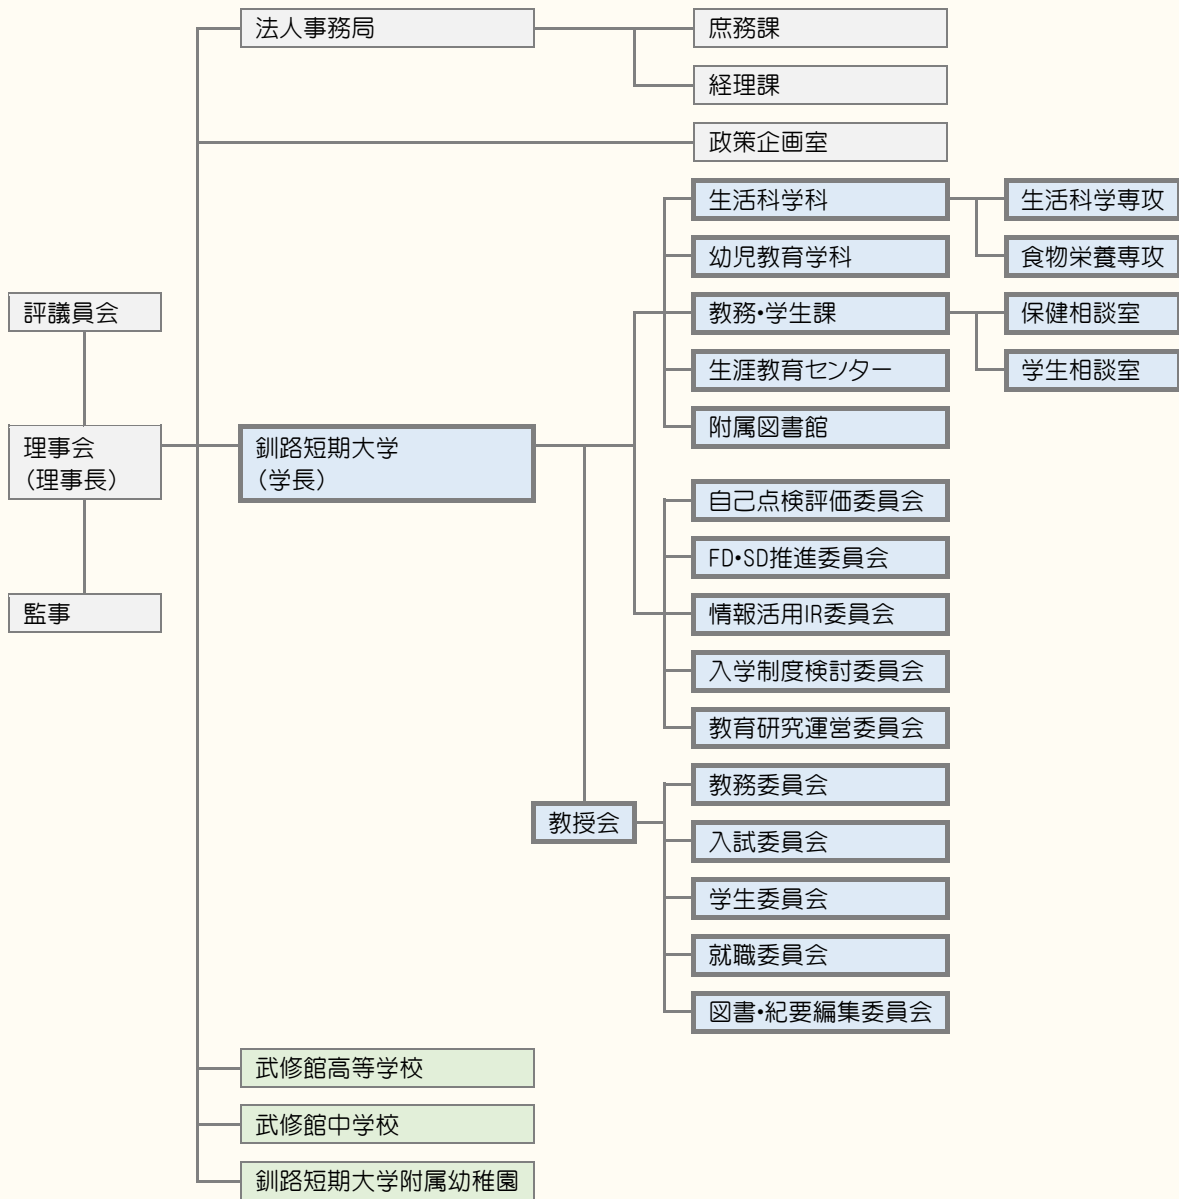 法人事務局
庶務課
経理課
政策企画室
生活科学科
生活科学専攻
幼児教育学科
食物栄養専攻
評議員会
教務・学生課
保健相談室
生涯教育センター
学生相談室
附属図書館
理事会
（理事長）
釧路短期大学
（学長）
自己点検評価委員会
FD・SD推進委員会
監事
情報活用IR委員会
入学制度検討委員会
教育研究運営委員会
教務委員会
教授会
入試委員会
学生委員会
就職委員会
図書・紀要編集委員会
武修館高等学校
武修館中学校
釧路短期大学附属幼稚園